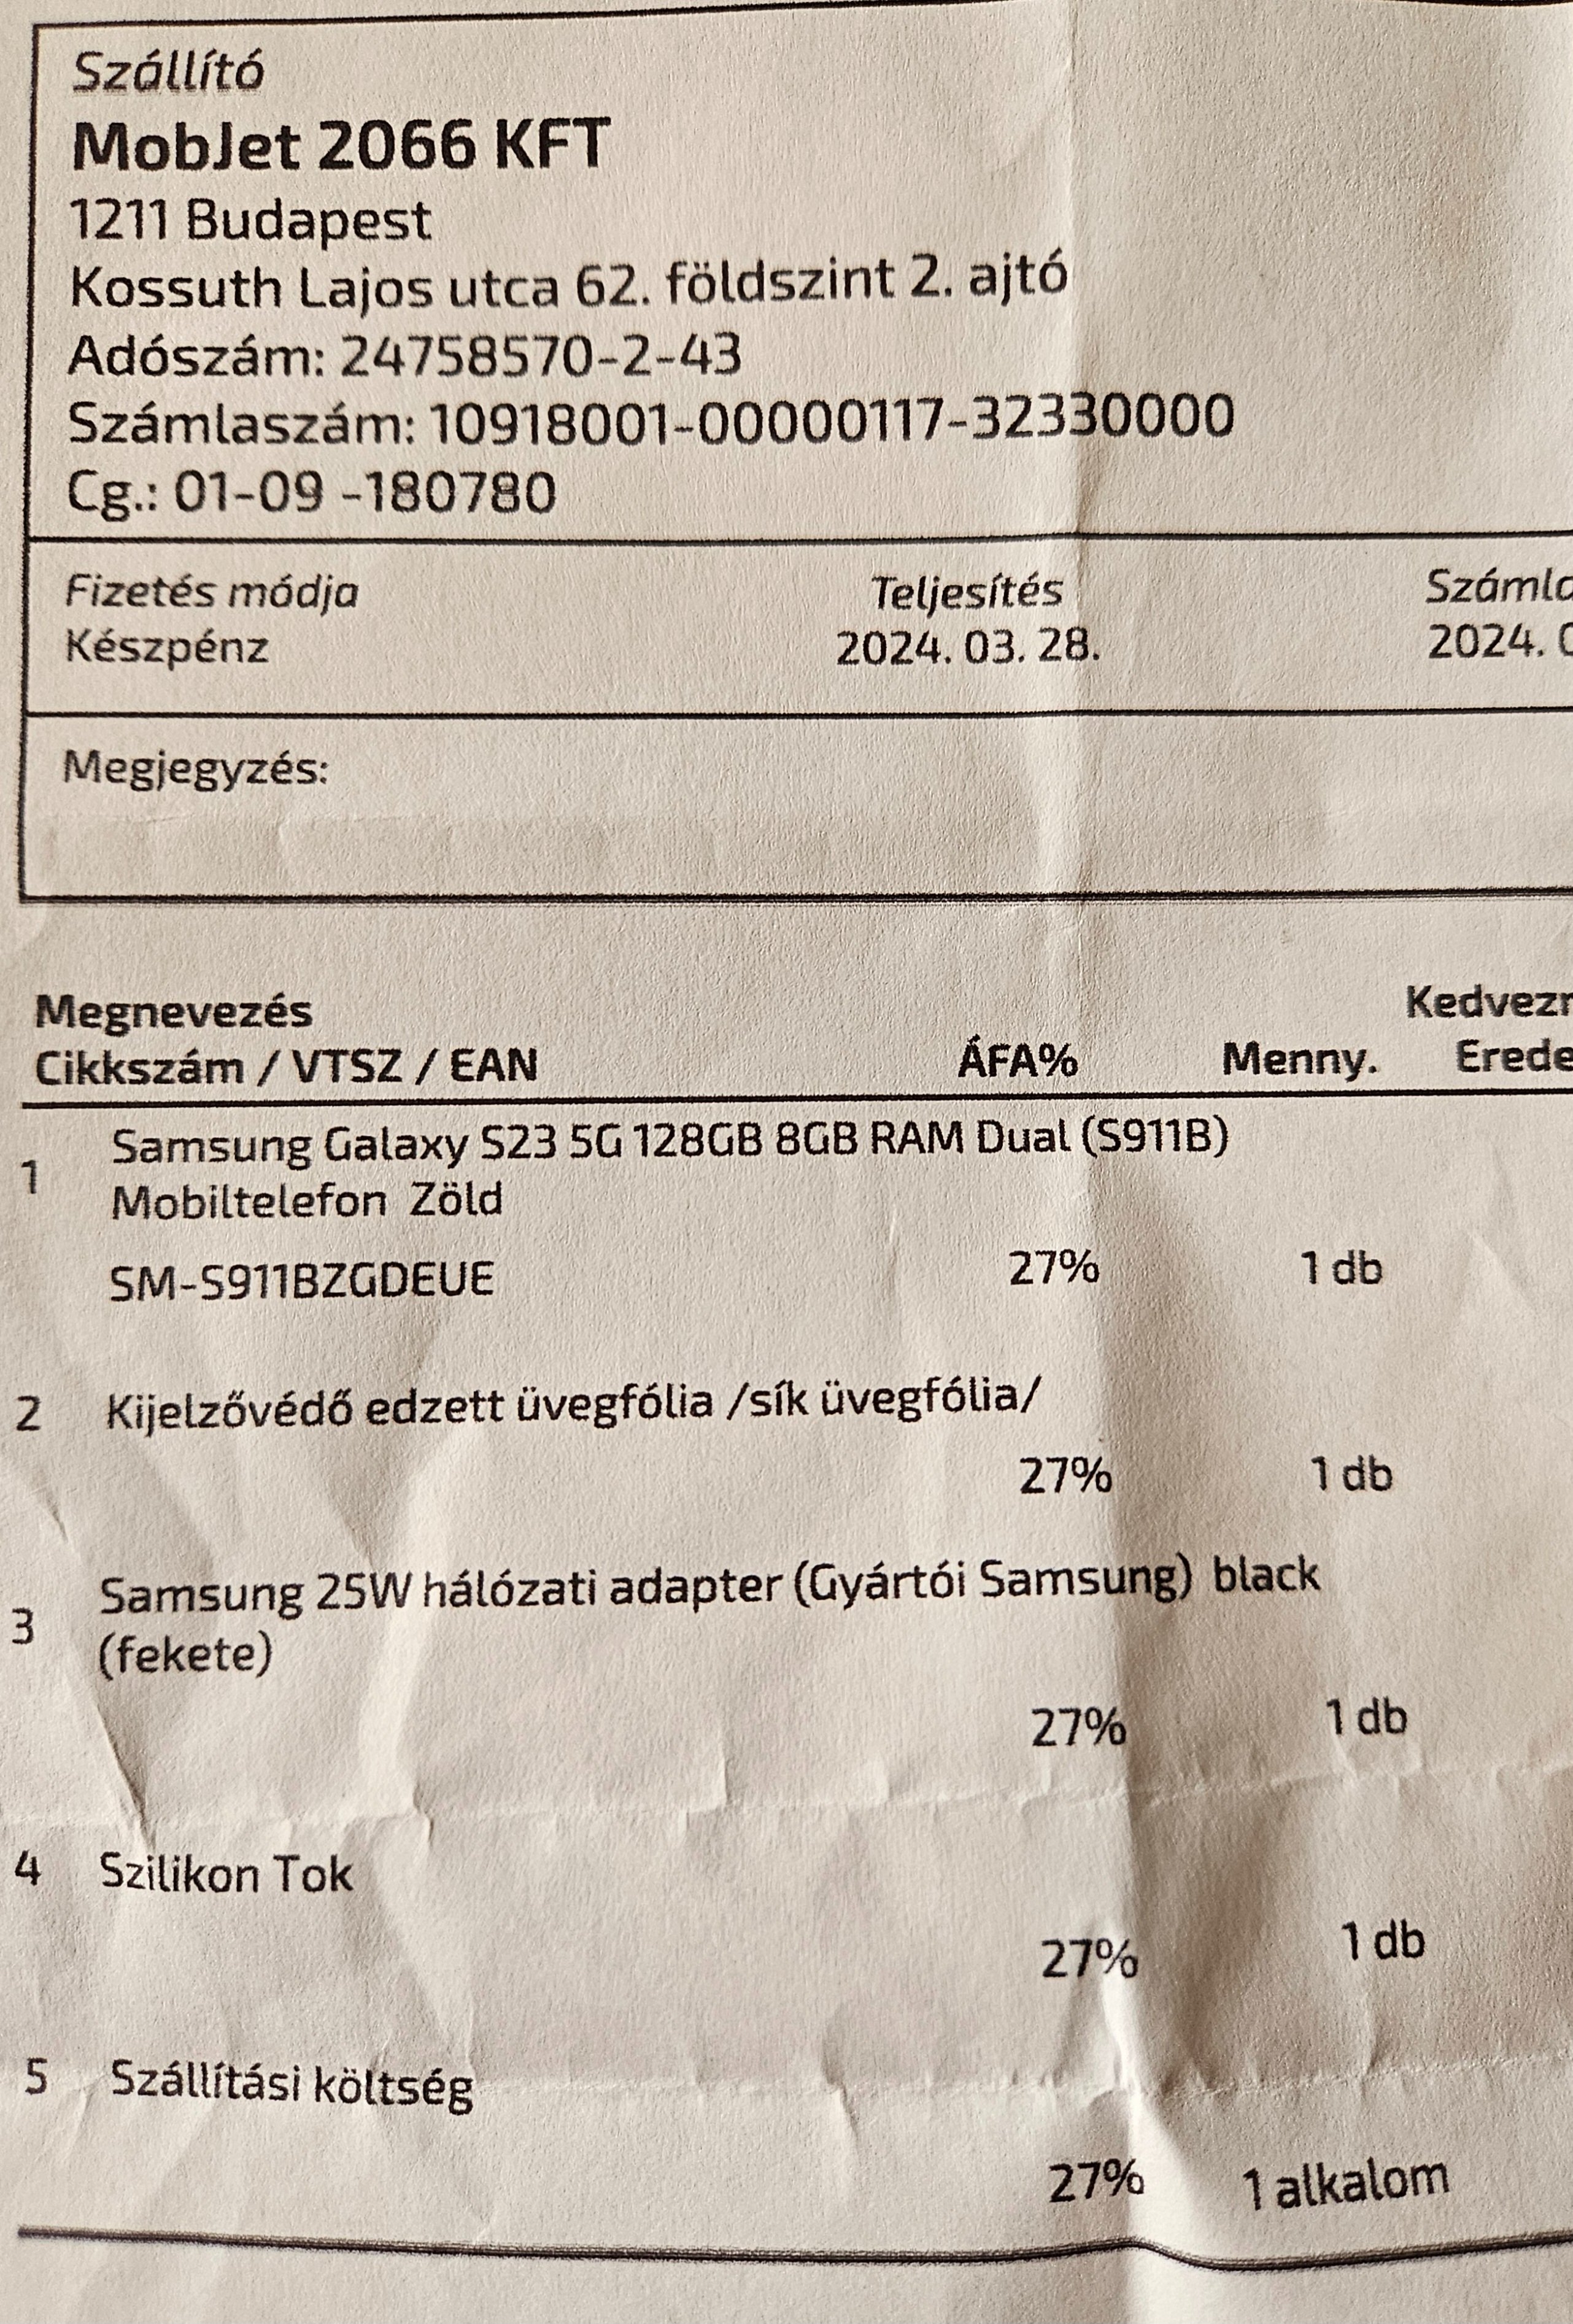 Szállító
MobJet 2066 KFT
1211 Budapest
Kossuth Lajos utca 62. földszint 2. ajtó
Adószám: 24758570-2-43
Számlaszám: 10918001-00000117-32330000
Cg.: 01-09 -180780
Fizetés módja Teljesítés
Készpénz 2024. 03. 28. 2024.
Megjegyzés:
Megnevezés
Cikkszám / VTSZ / EAN ÁFA% Menny.
1 Samsung Galaxy S23 5G 128GB 8GB RAM Dual (S911B)
Mobiltelefon Zöld
SM-S911BZGDEUE 27% 1 db
2 Kijelzővédő edzett üvegfólia /sík üvegfólia/
27% 1 db
3 Samsung 25W hálózati adapter (Gyártói Samsung) black
(fekete)
27% 1 db
4 Szilikon Tok
27% 1 db
5 Szállítási költség
27% 1 alkalom